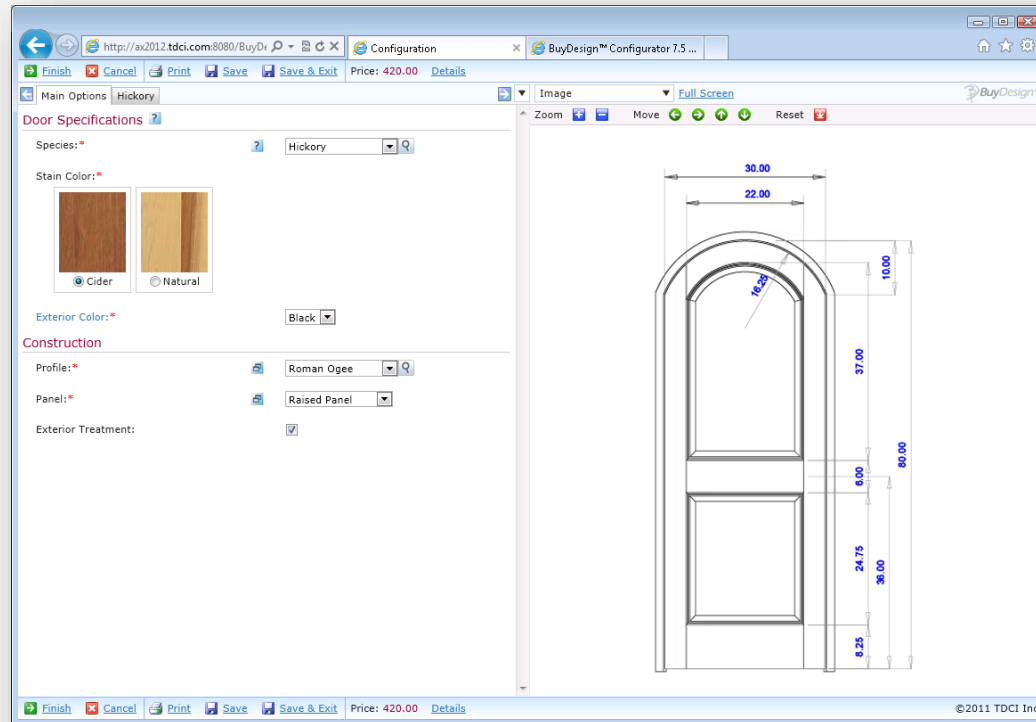 http://ax2012.tdci.com:8080/BuyDe
Configuration
BuyDesign™ Configurator 7.5 ...
Finish Cancel Print Save Save & Exit Price: 420.00 Details
Main Options Hickory
Image Full Screen
BuyDesign
Door Specifications ?
Zoom Move Reset
Species:* ? Hickory
Stain Color:*
Cider Natural
Exterior Color:* Black
Construction
Profile:* Roman Ogee
Panel:* Raised Panel
Exterior Treatment:
30.00
22.00
10.00
16.25
37.00
80.00
6.00
24.75
36.00
8.25
Finish Cancel Print Save Save & Exit Price: 420.00 Details
©2011 TDCI Inc